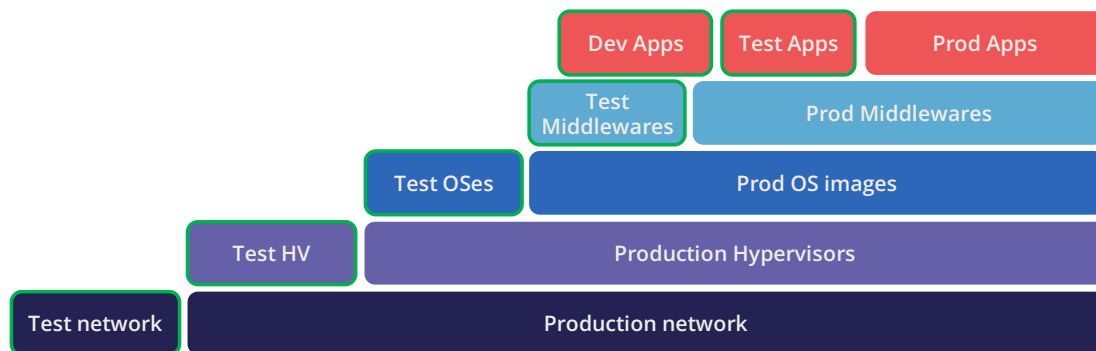 Dev Apps
Test Apps
Prod Apps
Test
Middlewares
Prod Middlewares
Test OSes
Prod OS images
Test HV
Production Hypervisors
Test network
Production network